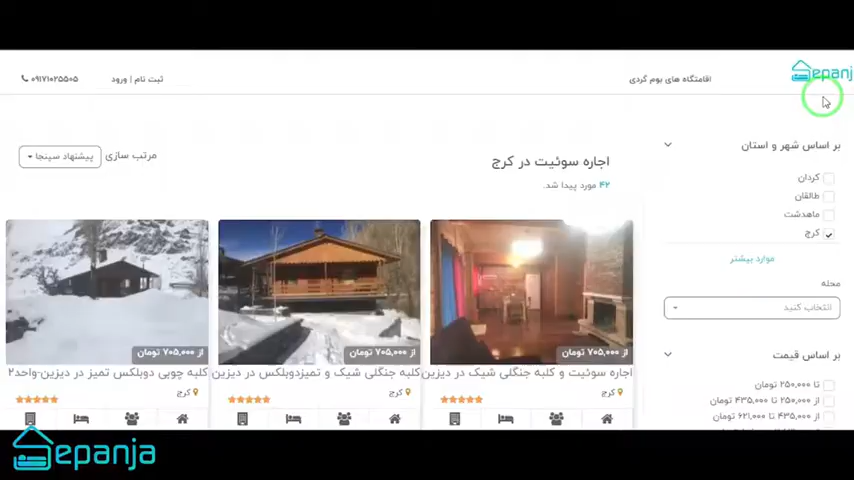 epanj
اقامتگاه های بوم گردی
ثبت نام | ورود
۰۹۱۷۱۰۲۵۵۰۵
بر اساس شهر و استان
کردان
طالقان
ماهدشت
کرج
موارد بیشتر
محله
انتخاب کنید
بر اساس قیمت
تا ۲۵۰,۰۰۰ تومان
از ۲۵۰,۰۰۰ تا ۴۳۵,۰۰۰ تومان
از ۴۳۵,۰۰۰ تا ۶۲۱,۰۰۰ تومان
اجاره سوئیت در کرج
۴۲ مورد پیدا شد.
مرتب سازی
پیشنهاد سپنجا
از ۷۰۵,۰۰۰ تومان
اجاره سوئیت و کلبه جنگلی شیک در دیزین
کرج
از ۷۰۵,۰۰۰ تومان
کلبه جنگلی شیک و تمیزدوبلکس در دیزین
کرج
از ۷۰۵,۰۰۰ تومان
کلبه چوبی دوبلکس تمیز در دیزین-واحد۲
کرج
epanja